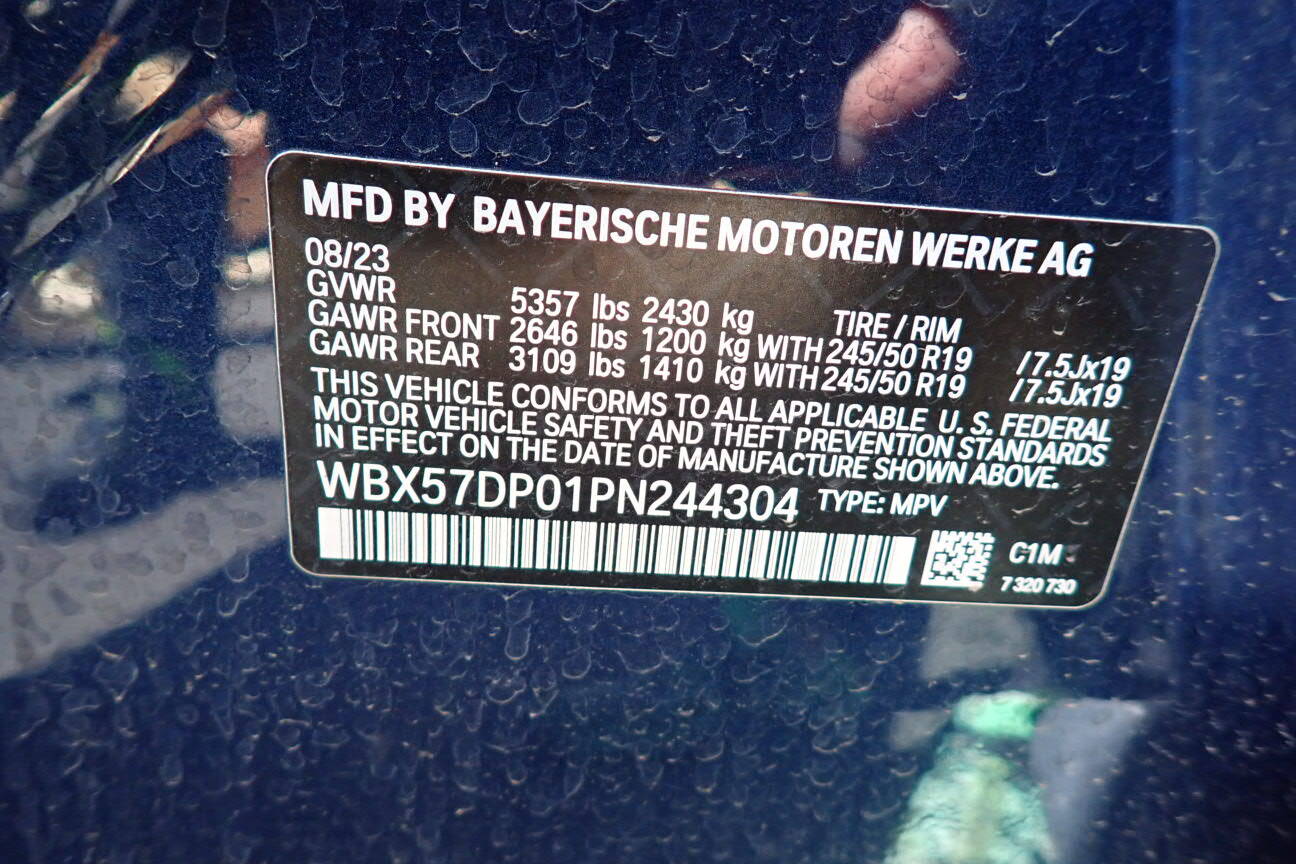 MFD BY BAYERISCHE MOTOREN WERKE AG
08/23
GVWR 5357 lbs 2430 kg TIRE / RIM
GAWR FRONT 2646 lbs 1200 kg WITH 245/50 R19 /7.5Jx19
GAWR REAR 3109 lbs 1410 kg WITH 245/50 R19 /7.5Jx19
THIS VEHICLE CONFORMS TO ALL APPLICABLE U. S. FEDERAL
MOTOR VEHICLE SAFETY AND THEFT PREVENTION STANDARDS
IN EFFECT ON THE DATE OF MANUFACTURE SHOWN ABOVE.
WBX57DP01PN244304 TYPE: MPV
C1M
7 320 730